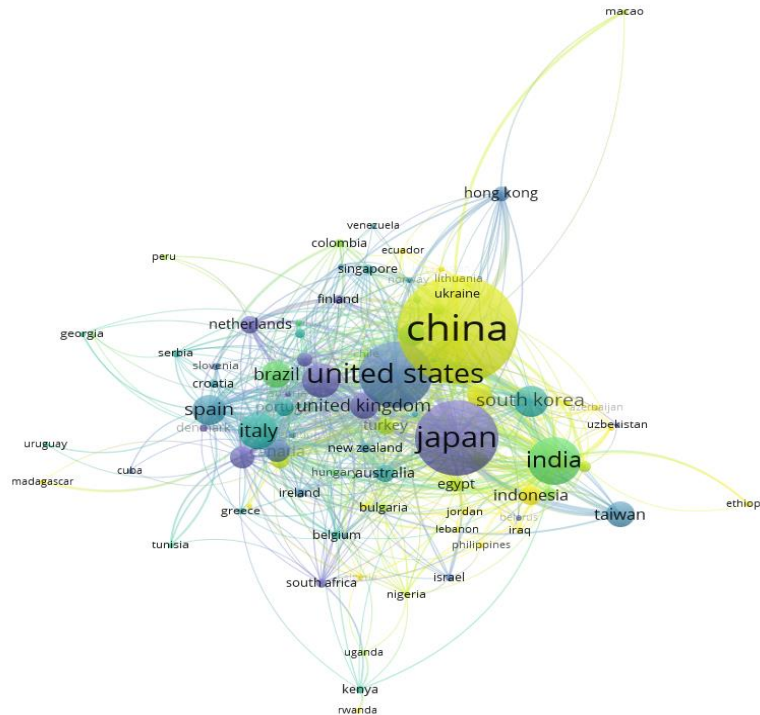 macao
hong kong
venezuela
colombia
ecuador
peru
singapore
norway
lithuania
ukraine
finland
netherlands
china
georgia
serbia
slovenia
croatia
brazil
united states
spain
portugal
united kingdom
south korea
azerbaijan
uzbekistan
denmark
italy
turkey
japan
uruguay
new zealand
cuba
canada
hungary
australia
india
madagascar
egypt
indonesia
ireland
greece
bulgaria
jordan
belarus
taiwan
ethiop
lebanon
iraq
belgium
tunisia
philippines
south africa
israel
nigeria
uganda
kenya
rwanda